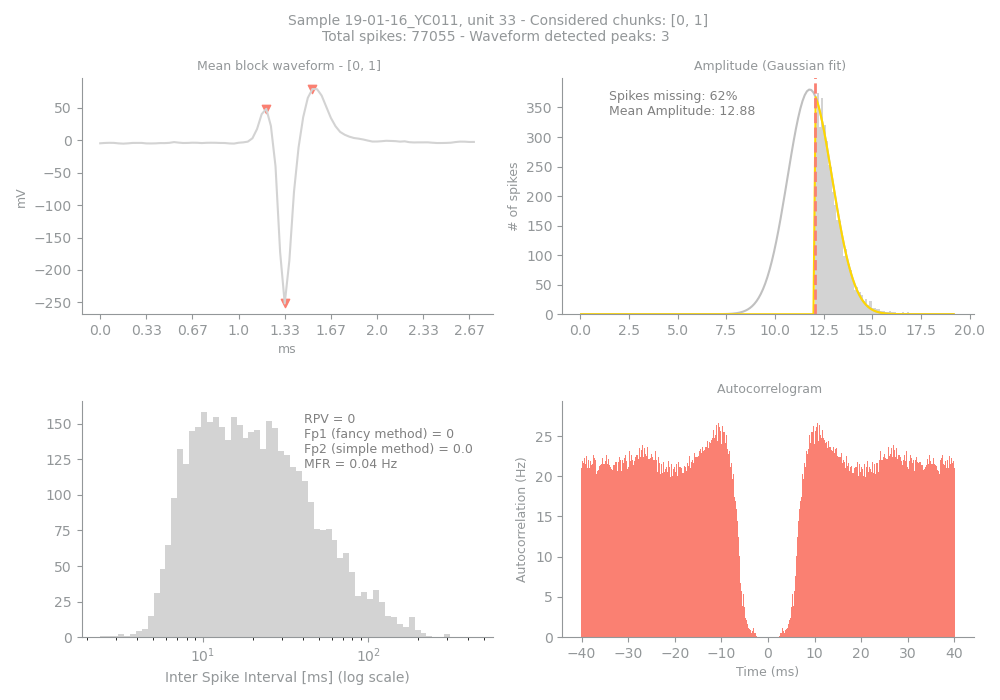 Sample 19-01-16_YC011, unit 33 - Considered chunks: [0, 1]
Total spikes: 77055 - Waveform detected peaks: 3
Mean block waveform - [0, 1]
50
0
−50
−100
−150
−200
−250
mV
0.0 0.33 0.67 1.0 1.33 1.67 2.0 2.33 2.67
ms
Amplitude (Gaussian fit)
Spikes missing: 62%
Mean Amplitude: 12.88
350
300
250
200
150
100
50
0
# of spikes
0.0 2.5 5.0 7.5 10.0 12.5 15.0 17.5 20.0
RPV = 0
Fp1 (fancy method) = 0
Fp2 (simple method) = 0.0
MFR = 0.04 Hz
150
125
100
75
50
25
0
10¹ 10²
Inter Spike Interval [ms] (log scale)
Autocorrelogram
25
20
15
10
5
0
Autocorrelation (Hz)
−40 −30 −20 −10 0 10 20 30 40
Time (ms)